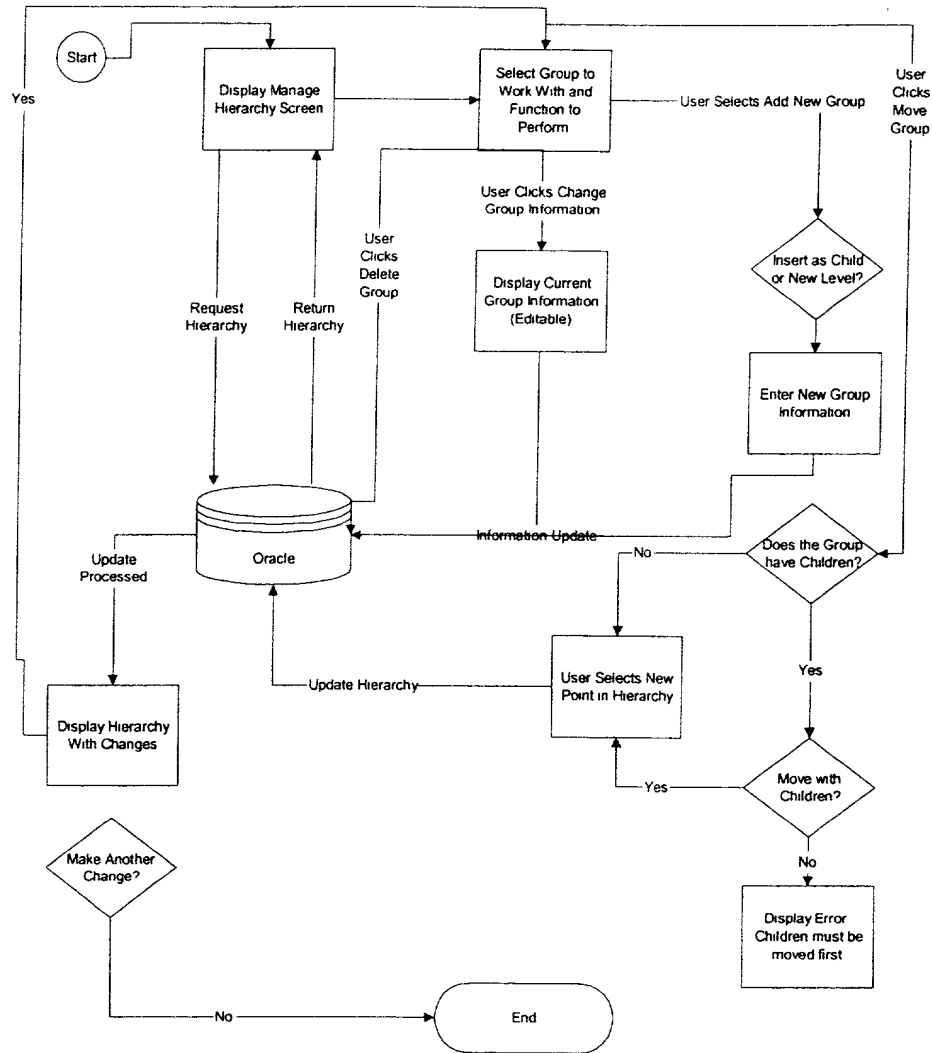 Start
Yes
Display Manage
Hierarchy Screen
Select Group to
Work With and
Function to
Perform
User Selects Add New Group
User
Clicks
Move
Group
User Clicks Change
Group Information
User
Clicks
Delete
Group
Insert as Child
or New Level?
Display Current
Group Information
(Editable)
Request
Hierarchy
Return
Hierarchy
Enter New Group
Information
Information Update
Oracle
Update
Processed
No
Does the Group
have Children?
Yes
User Selects New
Point in Hierarchy
Update Hierarchy
Display Hierarchy
With Changes
Move with
Children?
Yes
No
Make Another
Change?
Display Error
Children must be
moved first
No
End